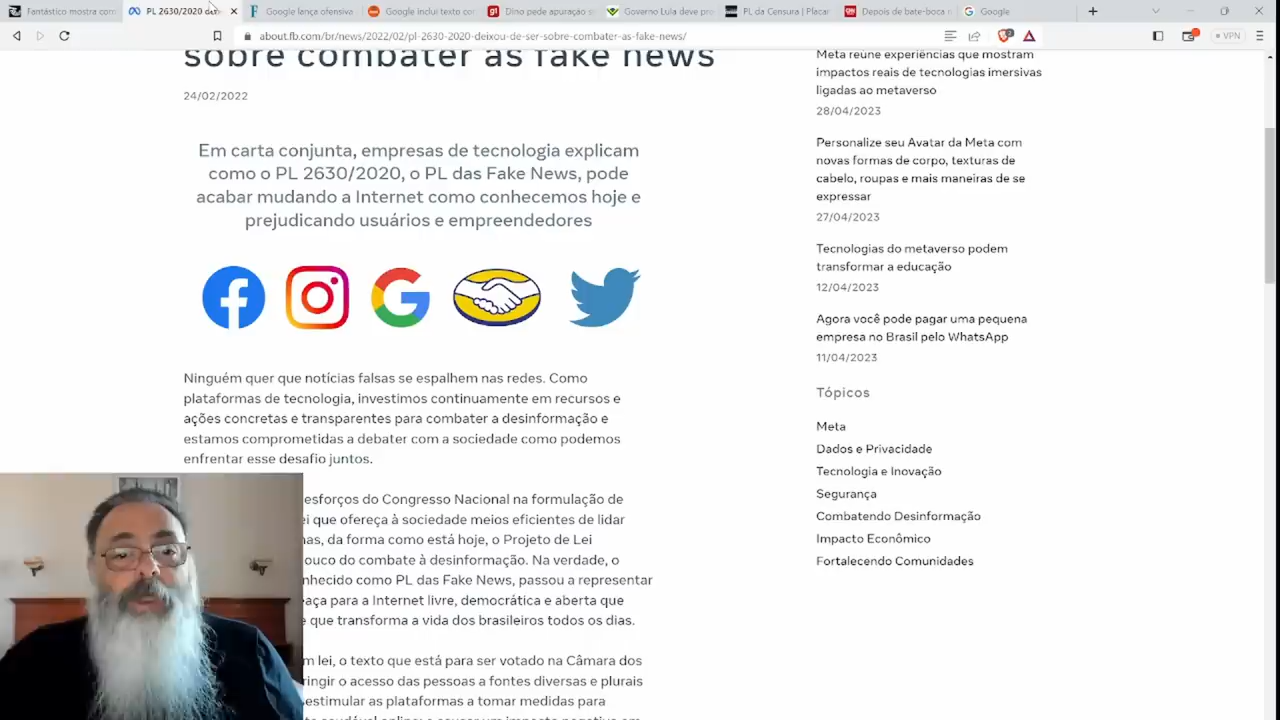 Fantástico mostra com
PL 2630/2020 deix
Google lança ofensiva
Google inclui texto co
Dino pede apuração s
Governo Lula deve pro
PL da Censura | Placar
Depois de bate-boca n
Google
about.fb.com/br/news/2022/02/pl-2630-2020-deixou-de-ser-sobre-combater-as-fake-news/
VPN
sobre combater as fake news
24/02/2022
Em carta conjunta, empresas de tecnologia explicam
como o PL 2630/2020, o PL das Fake News, pode
acabar mudando a Internet como conhecemos hoje e
prejudicando usuários e empreendedores
Ninguém quer que notícias falsas se espalhem nas redes. Como
plataformas de tecnologia, investimos continuamente em recursos e
ações concretas e transparentes para combater a desinformação e
estamos comprometidas a debater com a sociedade como podemos
enfrentar esse desafio juntos.
esforços do Congresso Nacional na formulação de
ei que ofereça à sociedade meios eficientes de lidar
nas, da forma como está hoje, o Projeto de Lei
ouco do combate à desinformação. Na verdade, o
nhecido como PL das Fake News, passou a representar
eaça para a Internet livre, democrática e aberta que
e que transforma a vida dos brasileiros todos os dias.
m lei, o texto que está para ser votado na Câmara dos
ringir o acesso das pessoas a fontes diversas e plurais
estimular as plataformas a tomar medidas para
Meta reúne experiências que mostram
impactos reais de tecnologias imersivas
ligadas ao metaverso
28/04/2023
Personalize seu Avatar da Meta com
novas formas de corpo, texturas de
cabelo, roupas e mais maneiras de se
expressar
27/04/2023
Tecnologias do metaverso podem
transformar a educação
12/04/2023
Agora você pode pagar uma pequena
empresa no Brasil pelo WhatsApp
11/04/2023
Tópicos
Meta
Dados e Privacidade
Tecnologia e Inovação
Segurança
Combatendo Desinformação
Impacto Econômico
Fortalecendo Comunidades